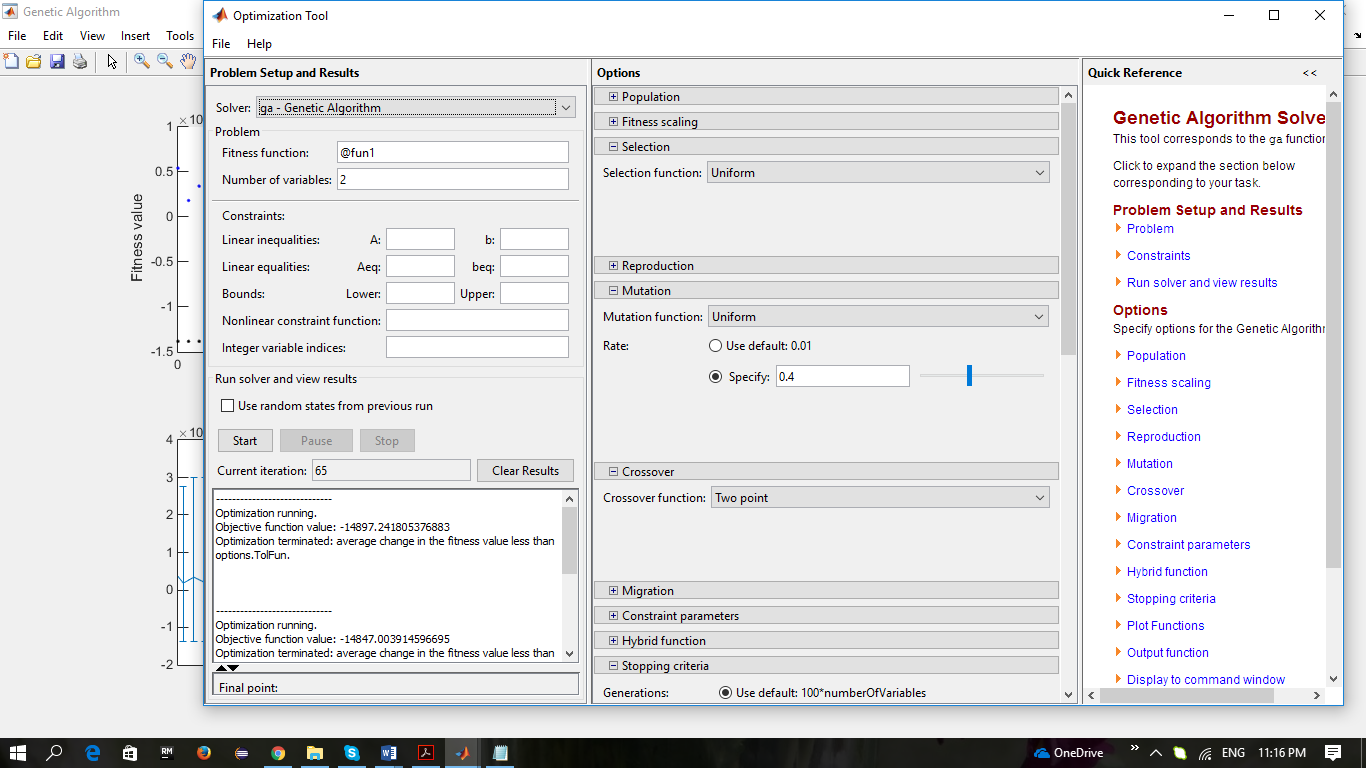 Genetic Algorithm
File Edit View Insert Tools
Fitness value
×10
1
0.5
0
-0.5
-1
-1.5
0
×10
4
3
2
1
0
-1
-2
Optimization Tool
File Help
Problem Setup and Results
Solver: ga - Genetic Algorithm
Problem
Fitness function: @fun1
Number of variables: 2
Constraints:
Linear inequalities: A: b:
Linear equalities: Aeq: beq:
Bounds: Lower: Upper:
Nonlinear constraint function:
Integer variable indices:
Run solver and view results
Use random states from previous run
Start Pause Stop
Current iteration: 65 Clear Results
------------------------------
Optimization running.
Objective function value: -14897.241805376883
Optimization terminated: average change in the fitness value less than
options.TolFun.
------------------------------
Optimization running.
Objective function value: -14847.003914596695
Optimization terminated: average change in the fitness value less than
Final point:
Options
Population
Fitness scaling
Selection
Selection function: Uniform
Reproduction
Mutation
Mutation function: Uniform
Rate: Use default: 0.01
Specify: 0.4
Crossover
Crossover function: Two point
Migration
Constraint parameters
Hybrid function
Stopping criteria
Generations: Use default: 100*numberOfVariables
Quick Reference <<
Genetic Algorithm Solve
This tool corresponds to the ga function
Click to expand the section below
corresponding to your task.
Problem Setup and Results
Problem
Constraints
Run solver and view results
Options
Specify options for the Genetic Algorithm
Population
Fitness scaling
Selection
Reproduction
Mutation
Crossover
Migration
Constraint parameters
Hybrid function
Stopping criteria
Plot Functions
Output function
Display to command window
RM
OneDrive
ENG
11:16 PM